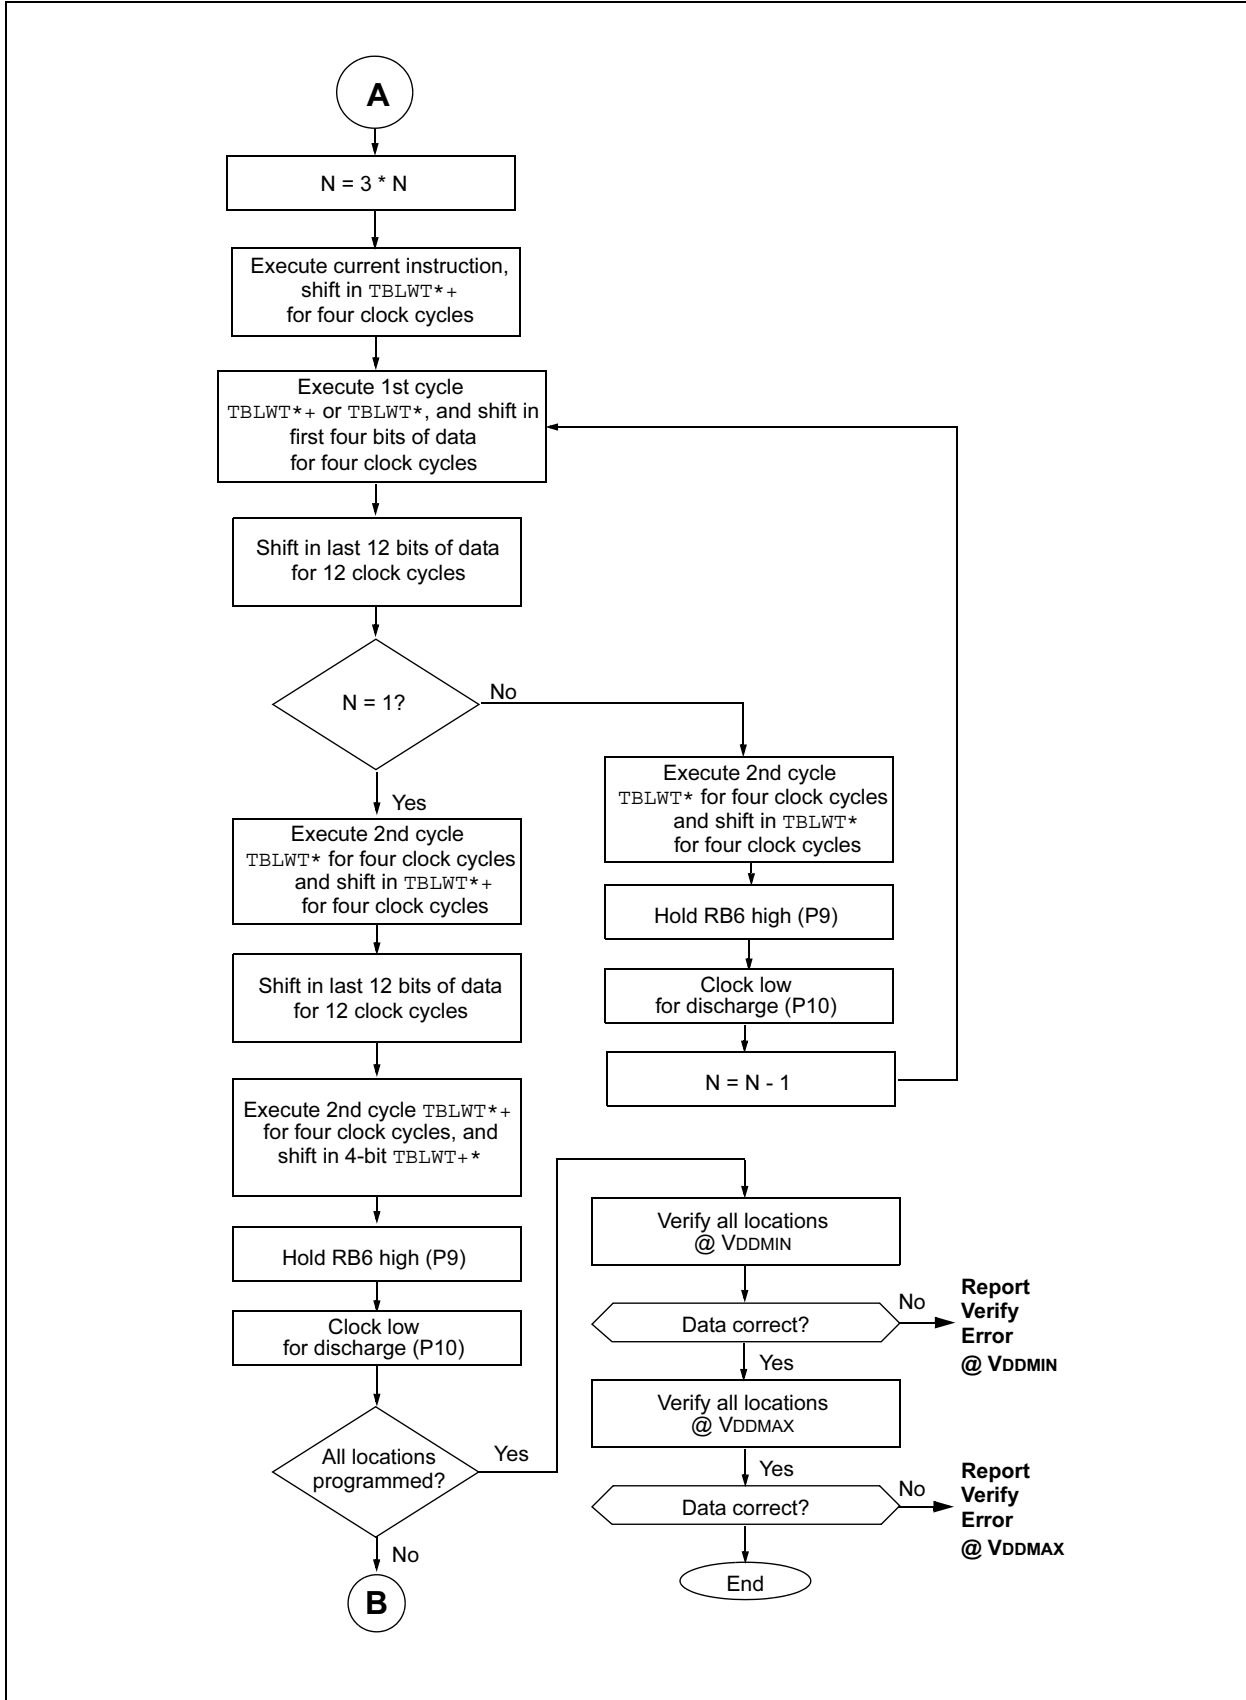 A
N = 3 * N
Execute current instruction,
shift in TBLWT*+
for four clock cycles
Execute 1st cycle
TBLWT*+ or TBLWT*, and shift in
first four bits of data
for four clock cycles
Shift in last 12 bits of data
for 12 clock cycles
N = 1?
No
Yes
Execute 2nd cycle
TBLWT* for four clock cycles
and shift in TBLWT*
for four clock cycles
Hold RB6 high (P9)
Clock low
for discharge (P10)
N = N - 1
Execute 2nd cycle
TBLWT* for four clock cycles
and shift in TBLWT*+
for four clock cycles
Shift in last 12 bits of data
for 12 clock cycles
Execute 2nd cycle TBLWT*+
for four clock cycles, and
shift in 4-bit TBLWT+*
Hold RB6 high (P9)
Clock low
for discharge (P10)
All locations
programmed?
Yes
No
B
Verify all locations
@ VDDMIN
Data correct?
No
Report
Verify
Error
@ VDDMIN
Yes
Verify all locations
@ VDDMAX
Yes
Data correct?
No
Report
Verify
Error
@ VDDMAX
End